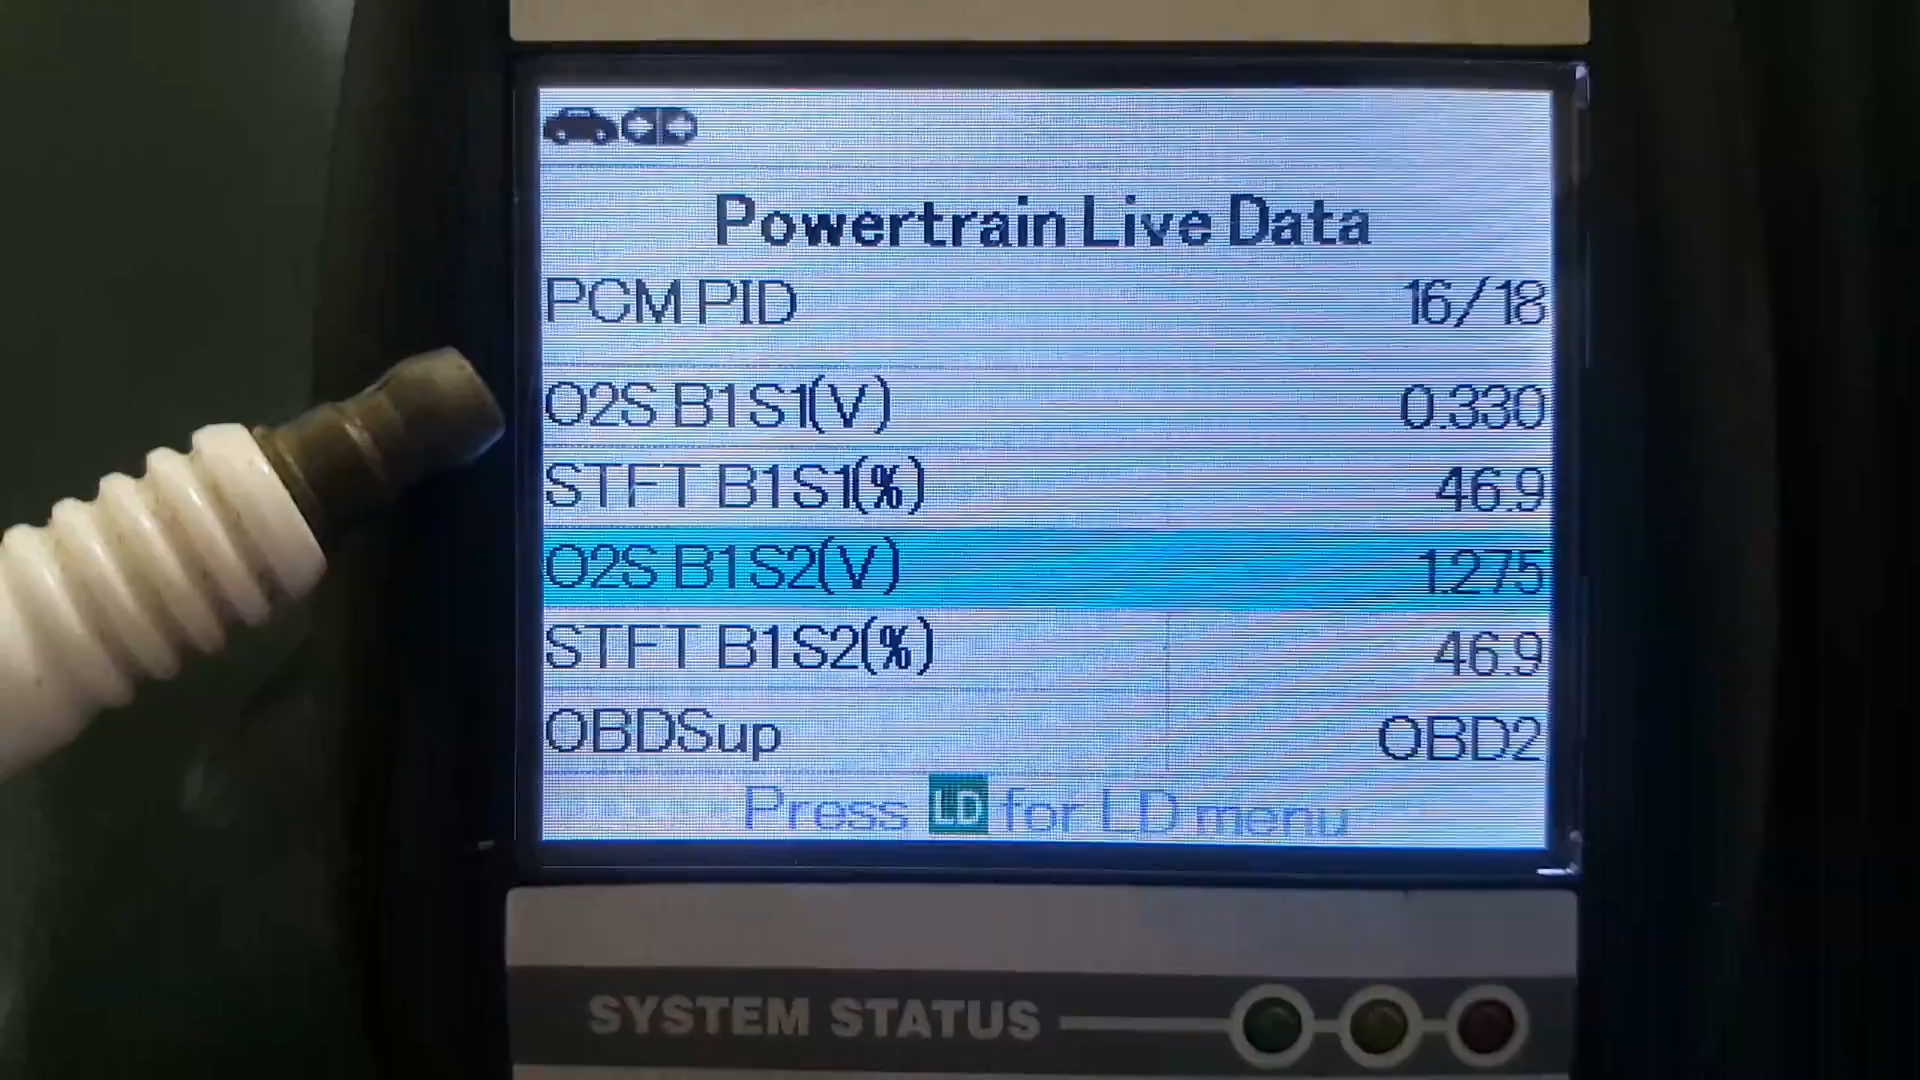 Powertrain Live Data
PCM PID 16/18
O2S B1S1(V) 0.330
STFT B1S1(%) 46.9
O2S B1S2(V) 1.275
STFT B1S2(%) 46.9
OBDSup OBD2
Press LD for LD menu
SYSTEM STATUS